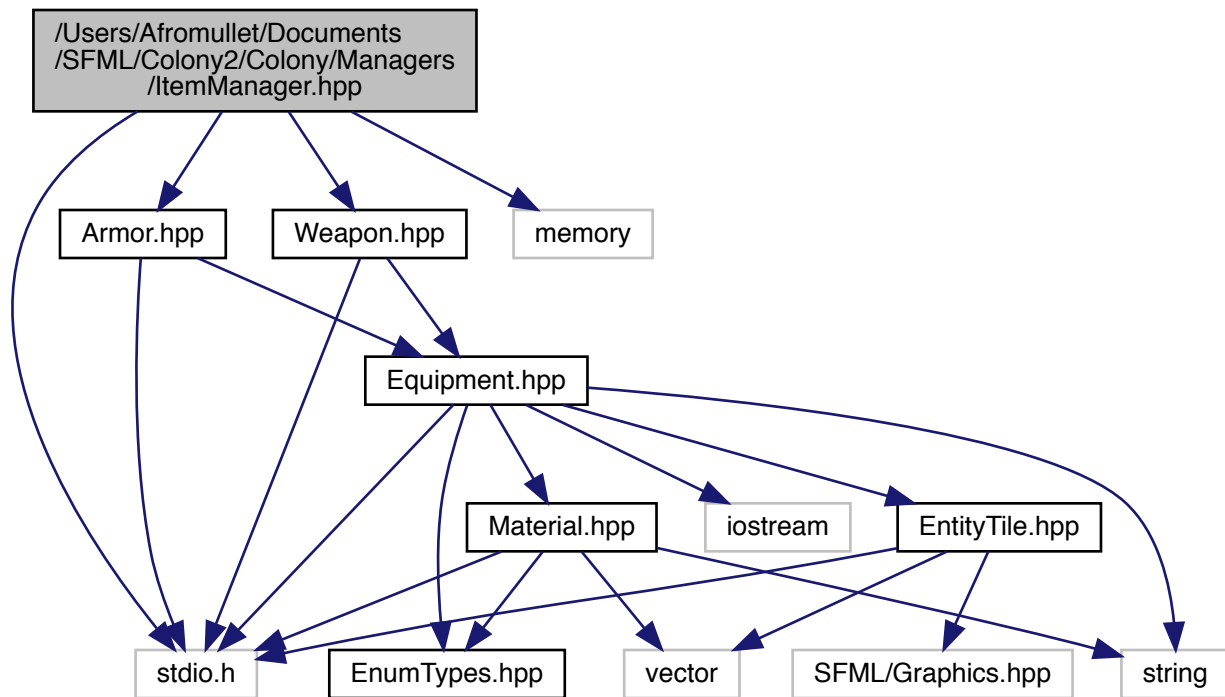 /Users/Afromullet/Documents
/SFML/Colony2/Colony/Managers
/ItemManager.hpp
Armor.hpp
Weapon.hpp
memory
Equipment.hpp
Material.hpp
iostream
EntityTile.hpp
stdio.h
EnumTypes.hpp
vector
SFML/Graphics.hpp
string